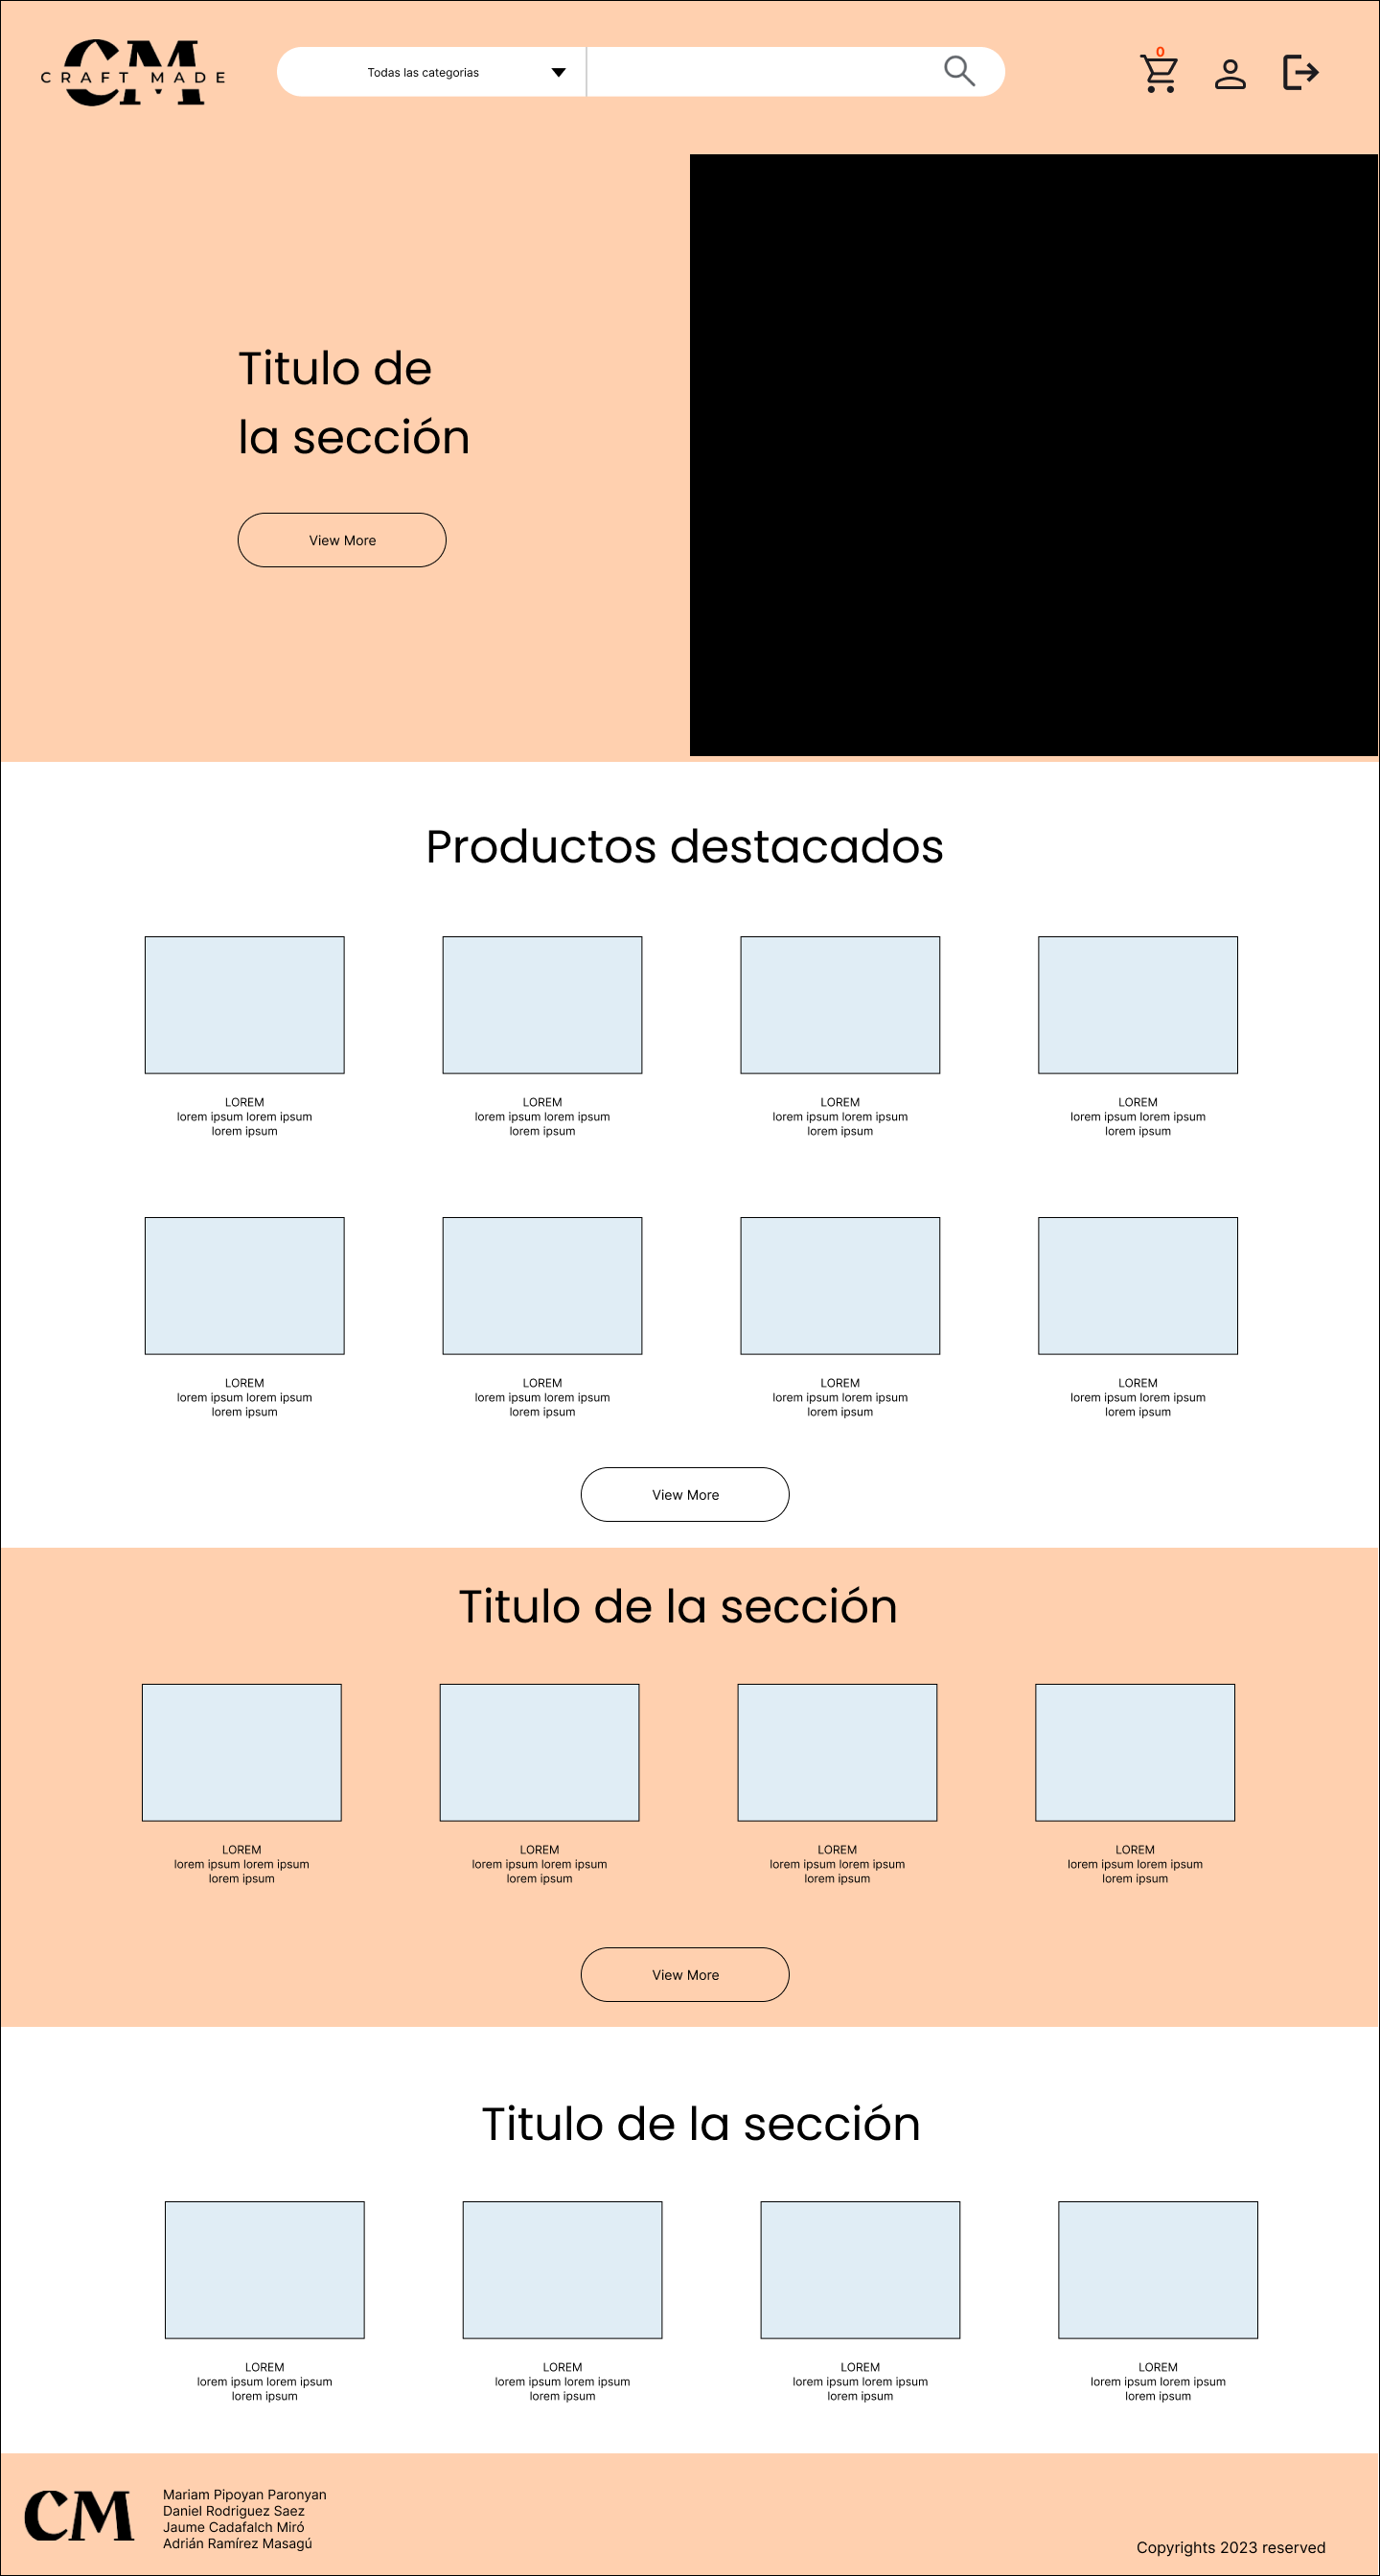 CM
CRAFT MADE
Todas las categorias
0
Titulo de
la sección
View More
Productos destacados
LOREM
lorem ipsum lorem ipsum
lorem ipsum
LOREM
lorem ipsum lorem ipsum
lorem ipsum
LOREM
lorem ipsum lorem ipsum
lorem ipsum
LOREM
lorem ipsum lorem ipsum
lorem ipsum
LOREM
lorem ipsum lorem ipsum
lorem ipsum
LOREM
lorem ipsum lorem ipsum
lorem ipsum
LOREM
lorem ipsum lorem ipsum
lorem ipsum
LOREM
lorem ipsum lorem ipsum
lorem ipsum
View More
Titulo de la sección
LOREM
lorem ipsum lorem ipsum
lorem ipsum
LOREM
lorem ipsum lorem ipsum
lorem ipsum
LOREM
lorem ipsum lorem ipsum
lorem ipsum
LOREM
lorem ipsum lorem ipsum
lorem ipsum
View More
Titulo de la sección
LOREM
lorem ipsum lorem ipsum
lorem ipsum
LOREM
lorem ipsum lorem ipsum
lorem ipsum
LOREM
lorem ipsum lorem ipsum
lorem ipsum
LOREM
lorem ipsum lorem ipsum
lorem ipsum
CM
Mariam Pipoyan Paronyan
Daniel Rodriguez Saez
Jaume Cadafalch Miró
Adrián Ramírez Masagú
Copyrights 2023 reserved